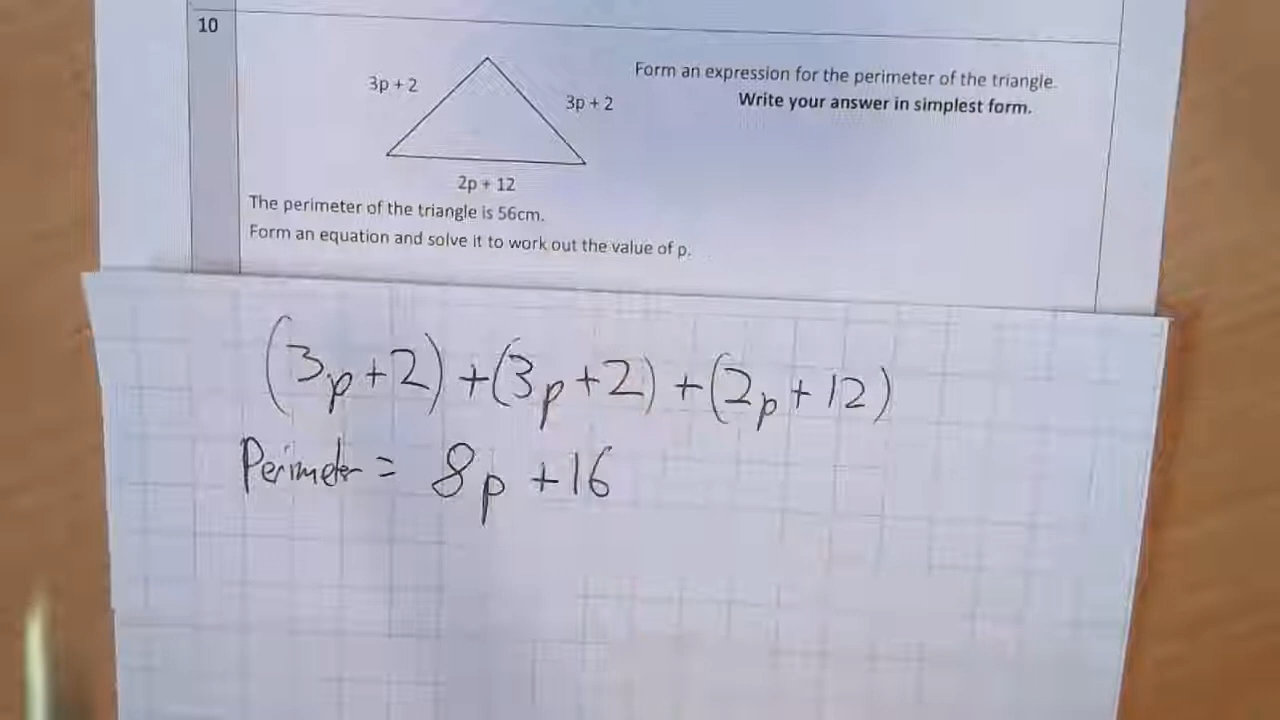 10
3p + 2
3p + 2
2p + 12
Form an expression for the perimeter of the triangle.
Write your answer in simplest form.
The perimeter of the triangle is 56cm.
Form an equation and solve it to work out the value of p.
(3p+2) +(3p+2) +(2p+12)
Perimeter = 8p +16